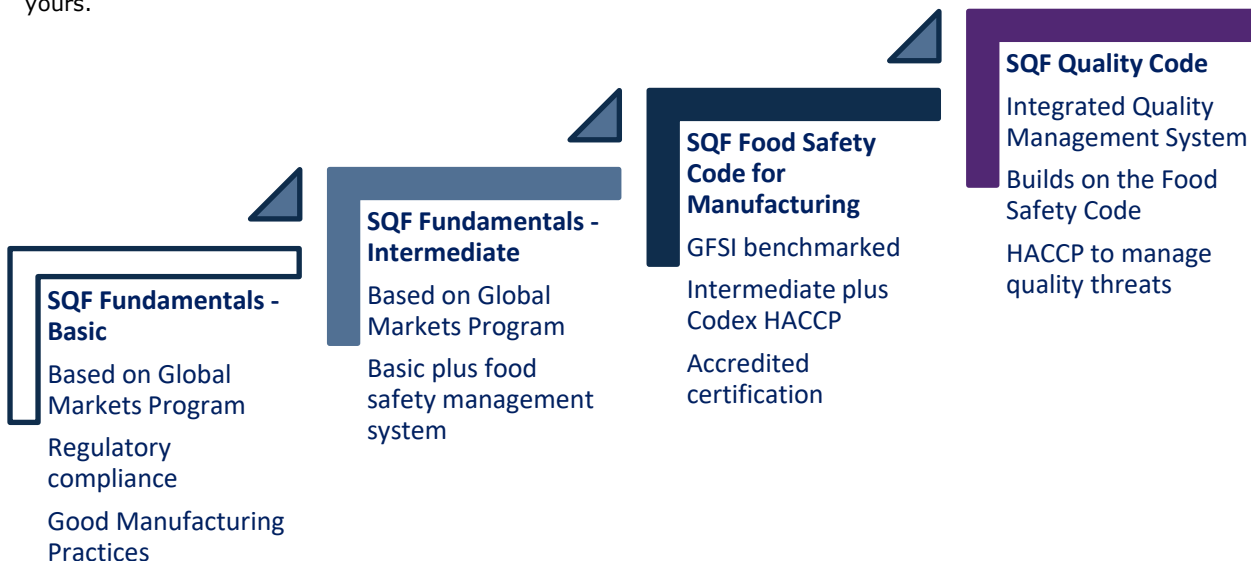 yours.
SQF Fundamentals -
Basic
Based on Global
Markets Program
Regulatory
compliance
Good Manufacturing
Practices
SQF Fundamentals -
Intermediate
Based on Global
Markets Program
Basic plus food
safety management
system
SQF Food Safety
Code for
Manufacturing
GFSI benchmarked
Intermediate plus
Codex HACCP
Accredited
certification
SQF Quality Code
Integrated Quality
Management System
Builds on the Food
Safety Code
HACCP to manage
quality threats